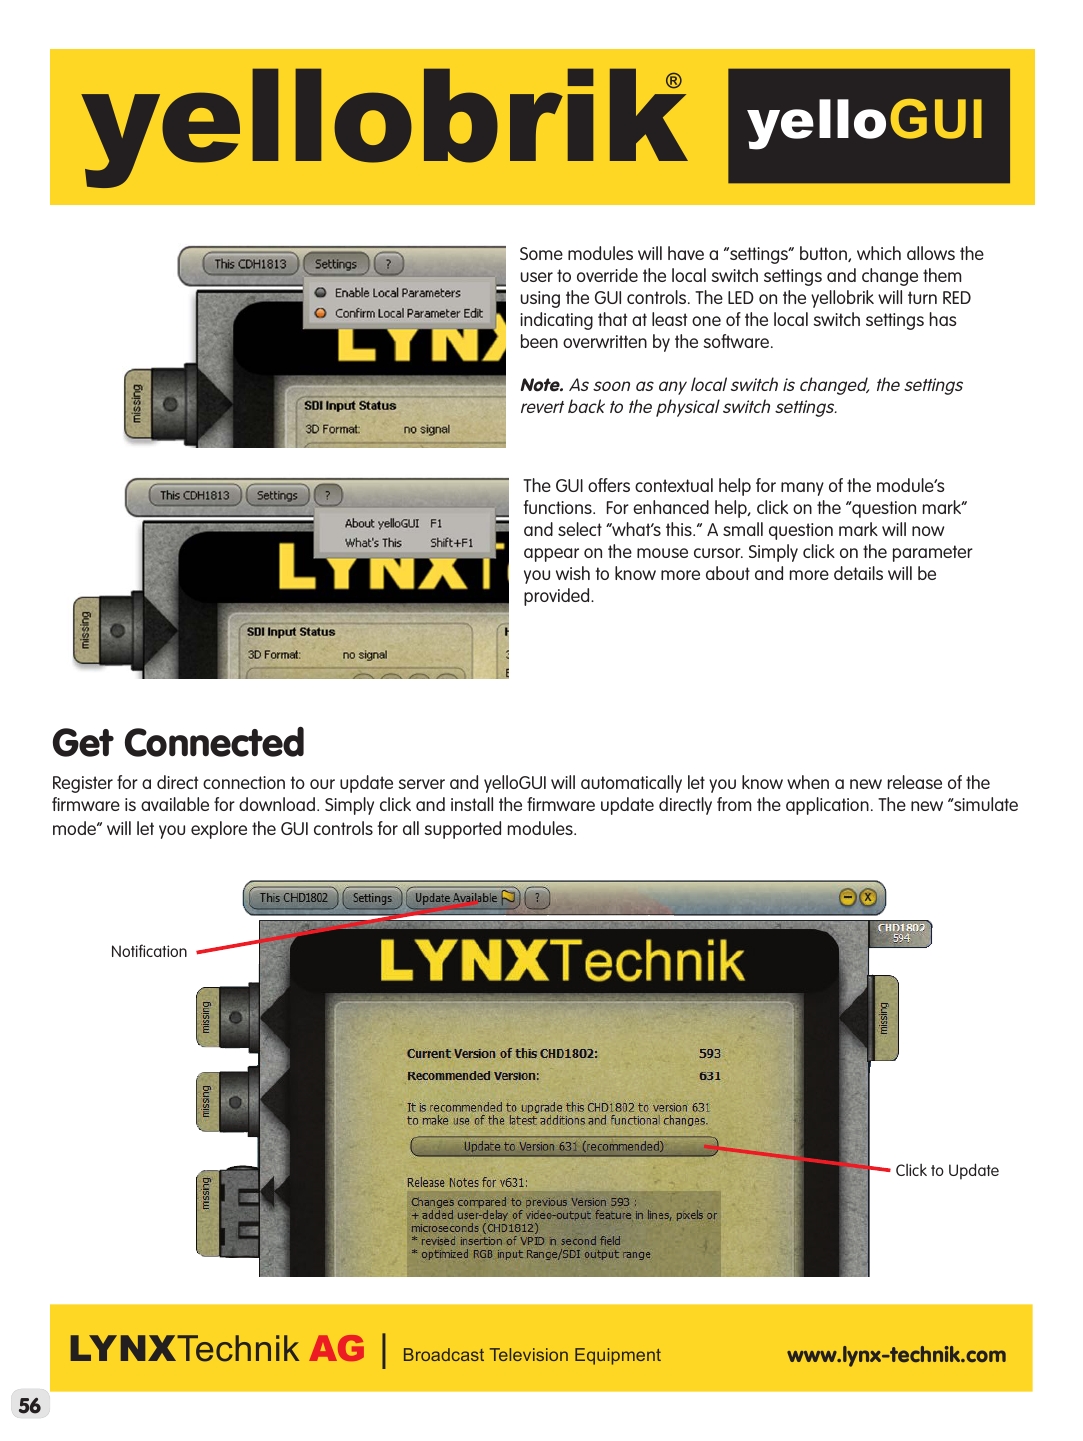 yellobrik®
yelloGUI
This CDH1813 Settings ?
Enable Local Parameters
Confirm Local Parameter Edit
LYNX
missing
SDI Input Status
3D Format: no signal
Some modules will have a "settings" button, which allows the
user to override the local switch settings and change them
using the GUI controls. The LED on the yellobrik will turn RED
indicating that at least one of the local switch settings has
been overwritten by the software.
Note. As soon as any local switch is changed, the settings
revert back to the physical switch settings.
This CDH1813 Settings ?
About yelloGUI F1
What's This Shift+F1
LYNXT
missing
SDI Input Status
3D Format: no signal
The GUI offers contextual help for many of the module's
functions. For enhanced help, click on the "question mark"
and select "what's this." A small question mark will now
appear on the mouse cursor. Simply click on the parameter
you wish to know more about and more details will be
provided.
Get Connected
Register for a direct connection to our update server and yelloGUI will automatically let you know when a new release of the
firmware is available for download. Simply click and install the firmware update directly from the application. The new "simulate
mode" will let you explore the GUI controls for all supported modules.
This CHD1802 Settings Update Available ? X
CHD1802
594
Notification
LYNXTechnik
missing
missing
missing
missing
Current Version of this CHD1802: 593
Recommended Version: 631
It is recommended to upgrade this CHD1802 to version 631
to make use of the latest additions and functional changes.
Update to Version 631 (recommended)
Click to Update
Release Notes for v631:
Changes compared to previous Version 593 :
+ added user-delay of video-output feature in lines, pixels or
microseconds (CHD1812)
* revised insertion of VPID in second field
* optimized RGB input Range/SDI output range
LYNXTechnik AG | Broadcast Television Equipment
www.lynx-technik.com
56